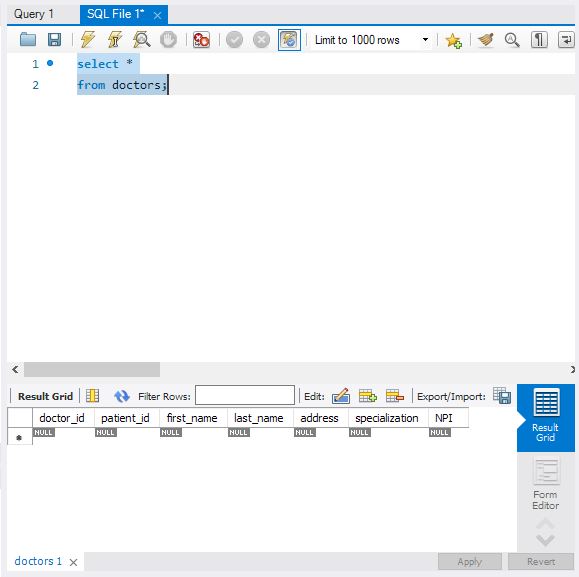 Query 1 SQL File 1* ×
Limit to 1000 rows
1 select *
2 from doctors;
Result Grid Filter Rows: Edit: Export/Import:
doctor_id patient_id first_name last_name address specialization NPI
* NULL NULL NULL NULL NULL NULL NULL
Result
Grid
Form
Editor
doctors 1 × Apply Revert